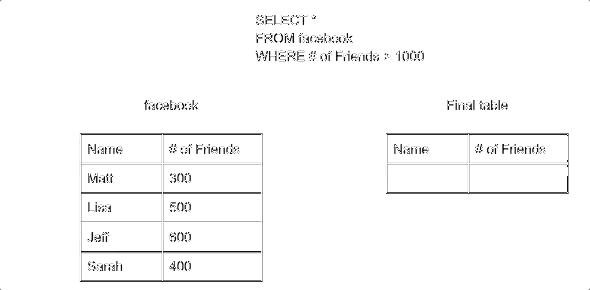 SELECT *
FROM facebook
WHERE # of Friends > 1000
facebook
Final table
Name # of Friends
Matt 300
Lisa 500
Jeff 600
Sarah 400
Name # of Friends